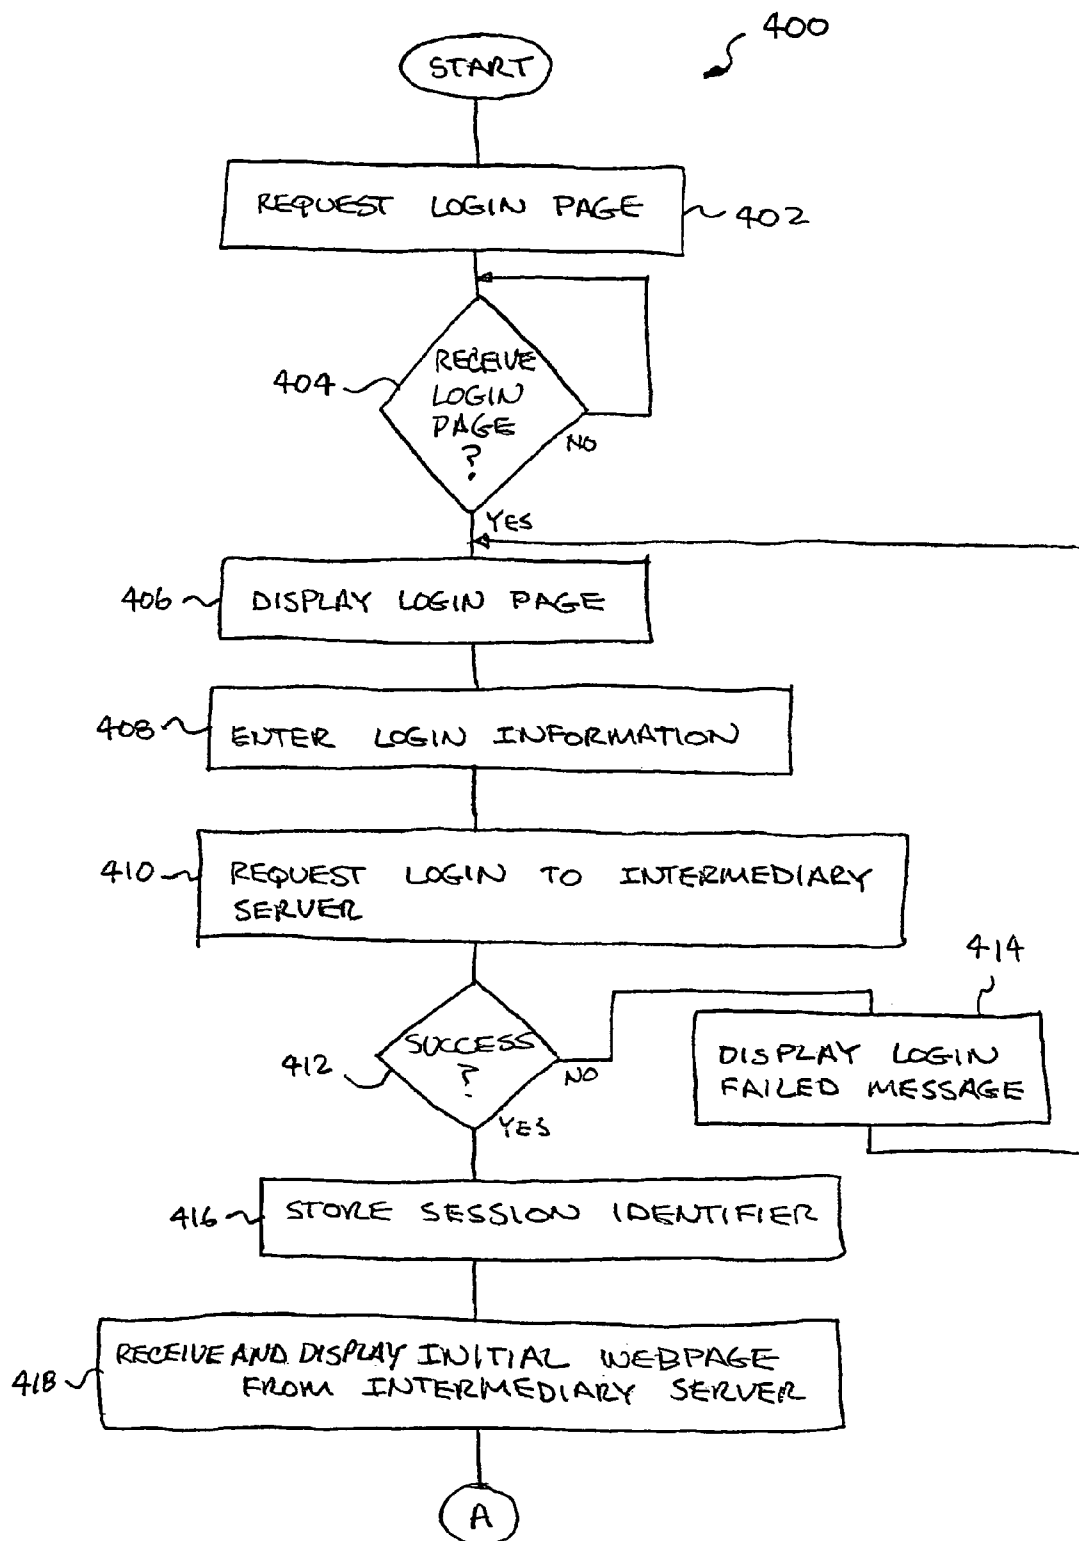 400
START
REQUEST LOGIN PAGE
402
RECEIVE
LOGIN
PAGE
?
404
NO
YES
406
DISPLAY LOGIN PAGE
408
ENTER LOGIN INFORMATION
410
REQUEST LOGIN TO INTERMEDIARY
SERVER
414
SUCCESS
?
412
NO
DISPLAY LOGIN
FAILED MESSAGE
YES
416
STORE SESSION IDENTIFIER
418
RECEIVE AND DISPLAY INITIAL WEBPAGE
FROM INTERMEDIARY SERVER
A